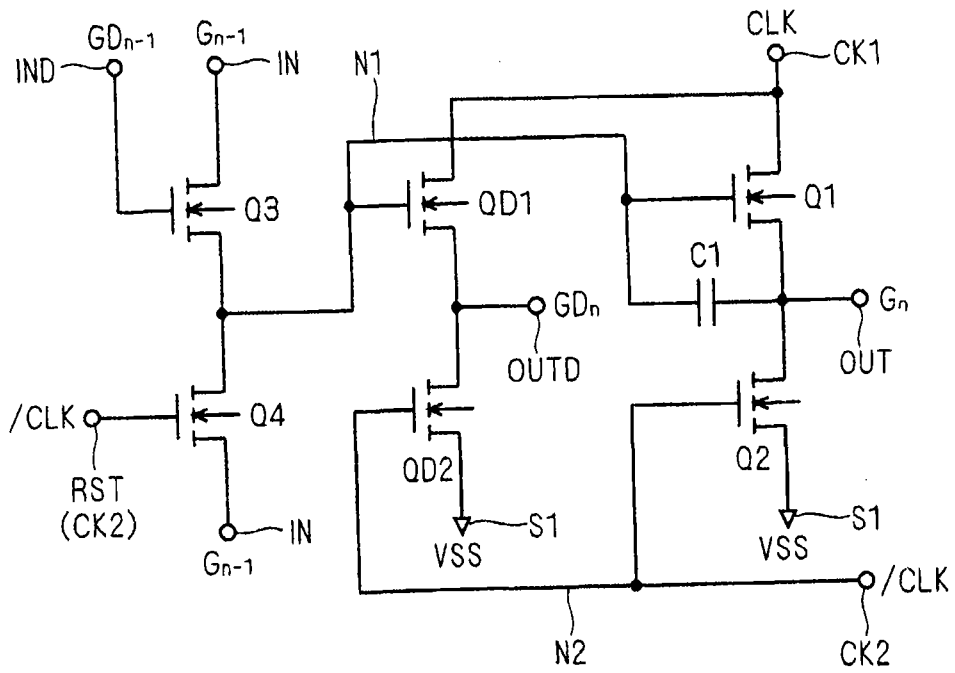 CLK
GDn-1
Gn-1
IND
IN
N1
CK1
Q3
QD1
Q1
C1
GDn
Gn
OUTD
OUT
/CLK
Q4
RST
(CK2)
QD2
Q2
Gn-1
IN
S1
VSS
S1
VSS
/CLK
N2
CK2